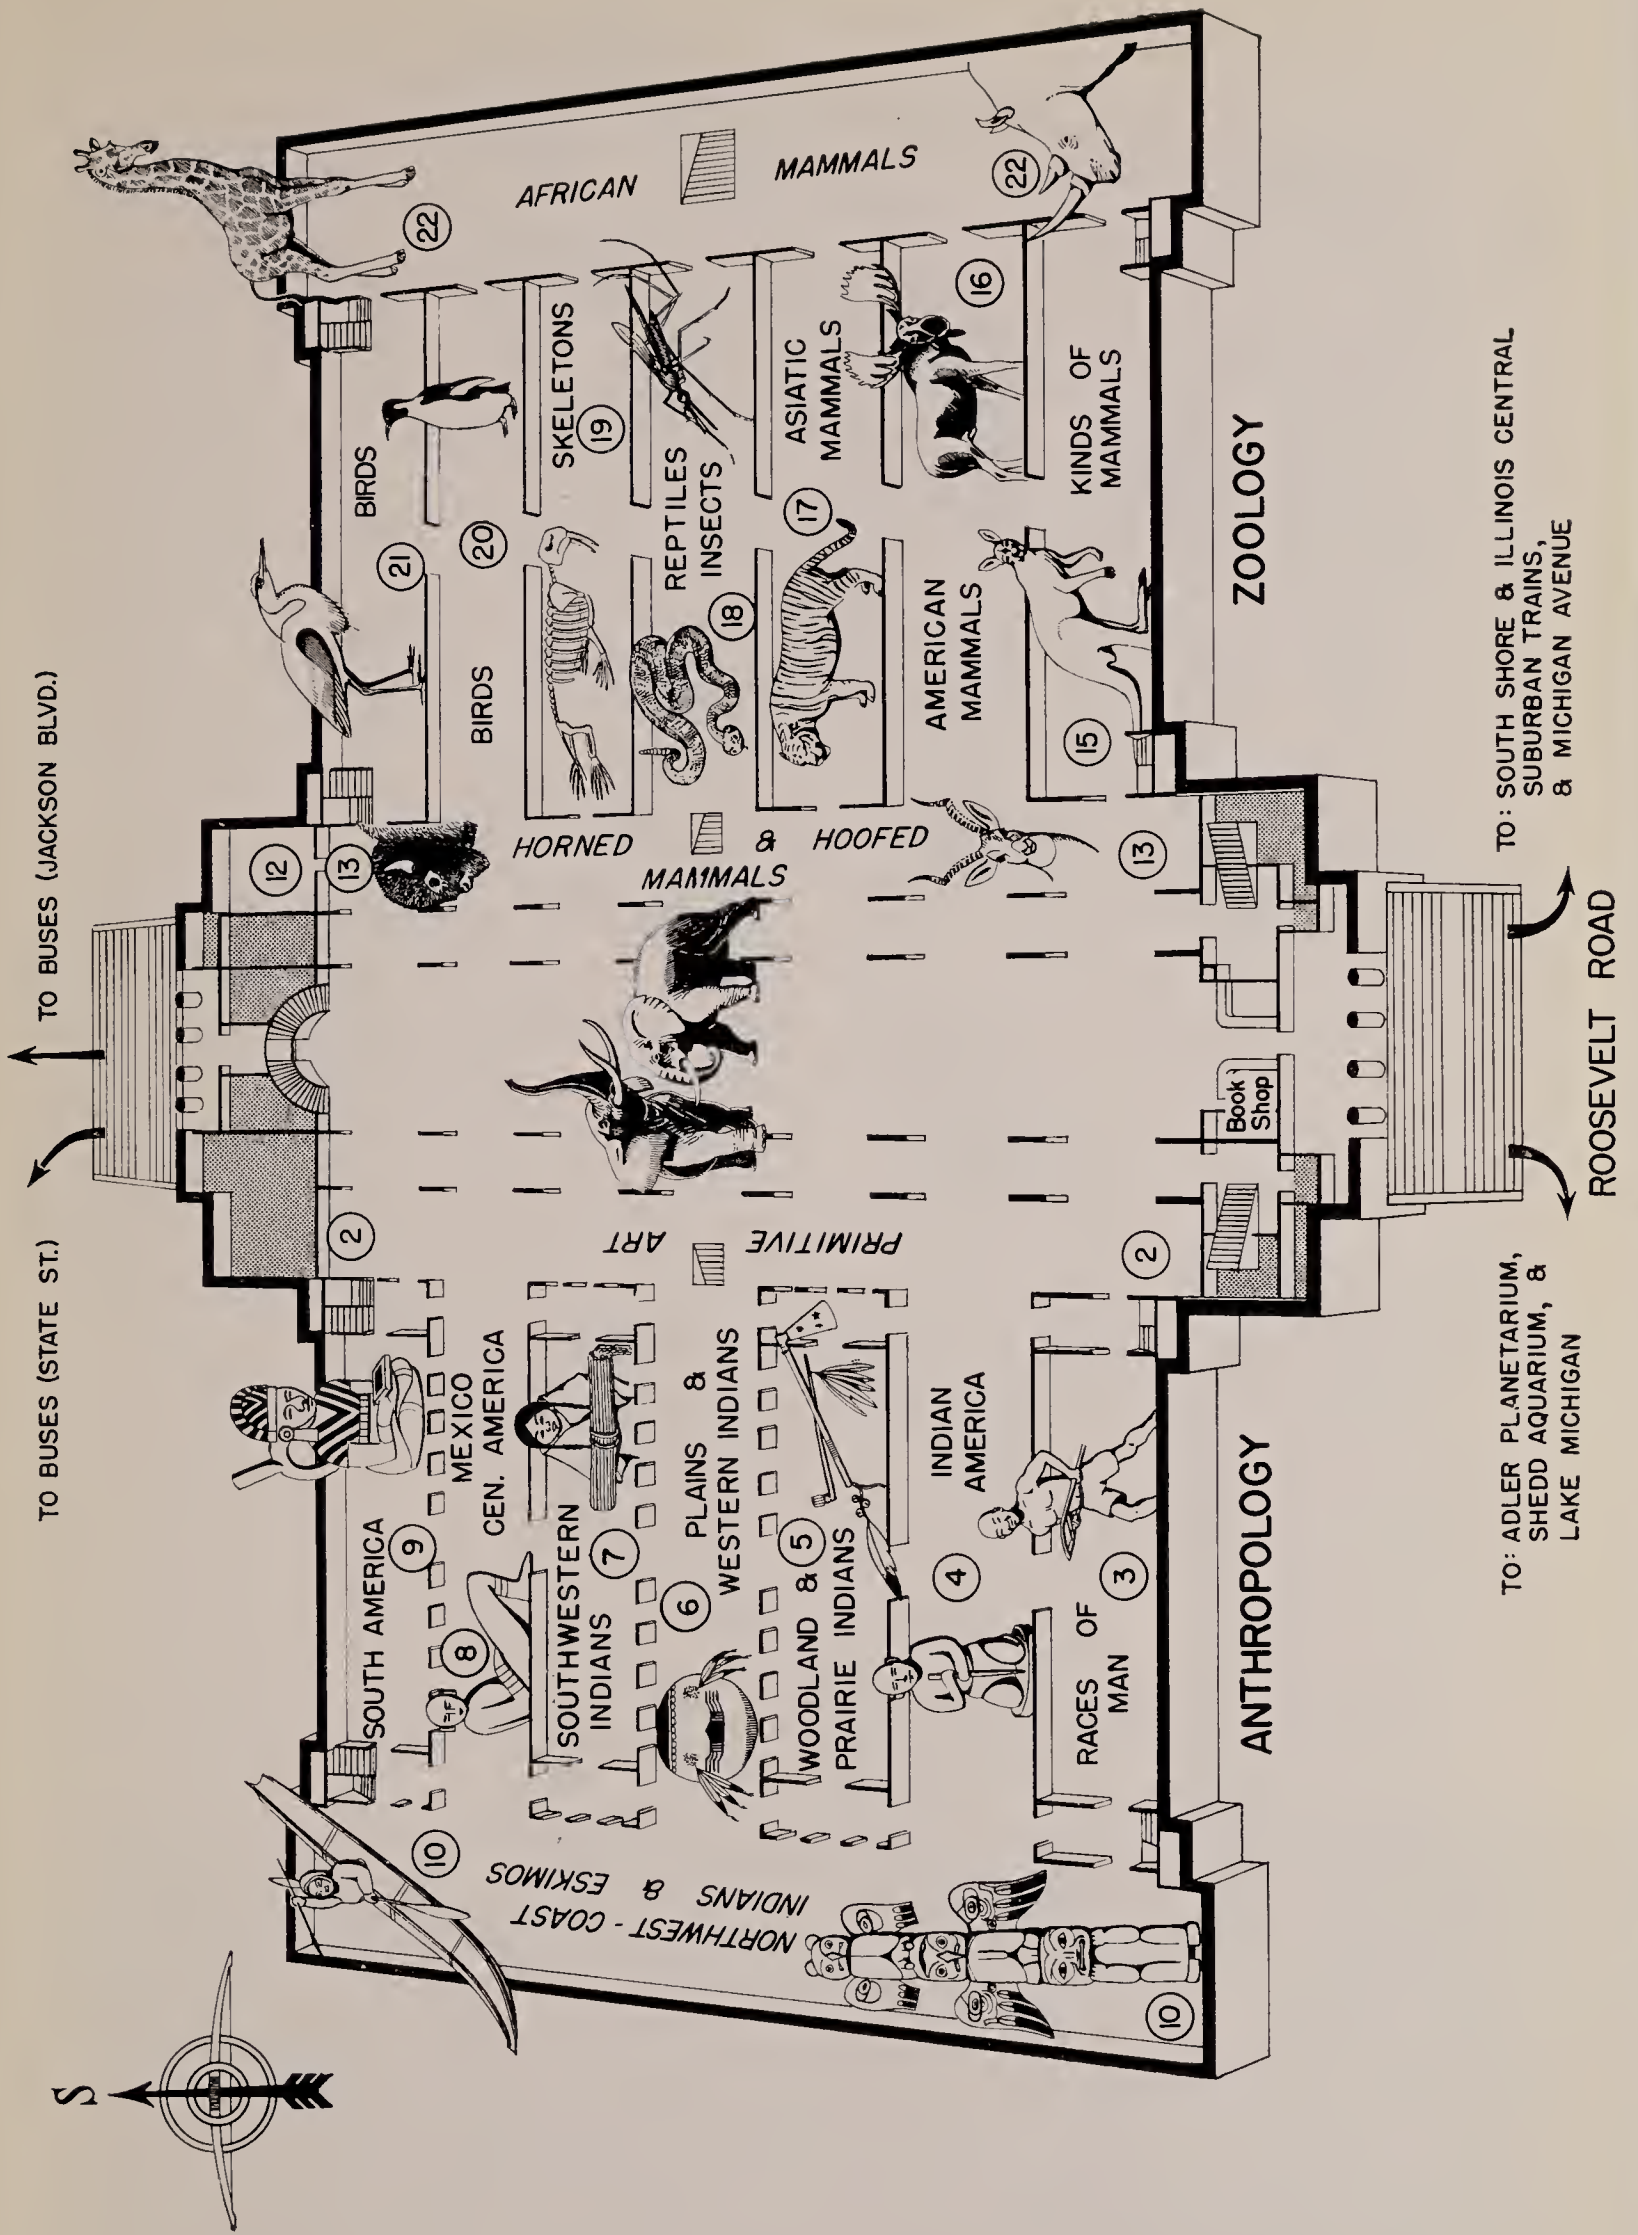 S
TO BUSES (STATE ST.)
TO BUSES (JACKSON BLVD.)
10
NORTHWEST-COAST
INDIANS & ESKIMOS
10
SOUTH AMERICA
9
MEXICO
CEN. AMERICA
8
SOUTHWESTERN
INDIANS
7
6
PLAINS &
WESTERN INDIANS
WOODLAND & 5
PRAIRIE INDIANS
INDIAN
AMERICA
4
RACES OF
MAN
3
ANTHROPOLOGY
2
PRIMITIVE ART
2
Book
Shop
12
13
HORNED & HOOFED
MAMMALS
13
BIRDS
21
BIRDS
20
SKELETONS
19
REPTILES
INSECTS
18
ASIATIC
MAMMALS
17
AMERICAN
MAMMALS
16
KINDS OF
MAMMALS
15
22
AFRICAN MAMMALS
22
ZOOLOGY
TO: ADLER PLANETARIUM,
SHEDD AQUARIUM, &
LAKE MICHIGAN
ROOSEVELT ROAD
TO: SOUTH SHORE & ILLINOIS CENTRAL
SUBURBAN TRAINS,
& MICHIGAN AVENUE